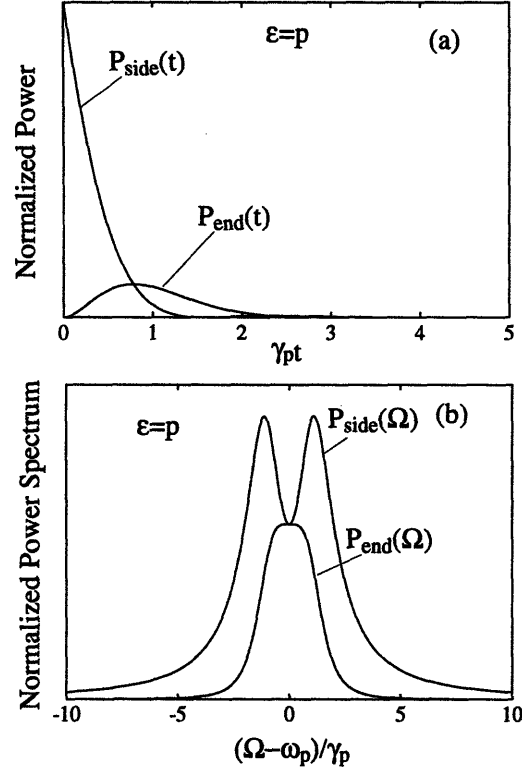 ε=p
(a)
P_side(t)
P_end(t)
Normalized Power
0 1 2 3 4 5
γ_pt
ε=p
(b)
P_side(Ω)
P_end(Ω)
Normalized Power Spectrum
-10 -5 0 5 10
(Ω−ω_p)/γ_p